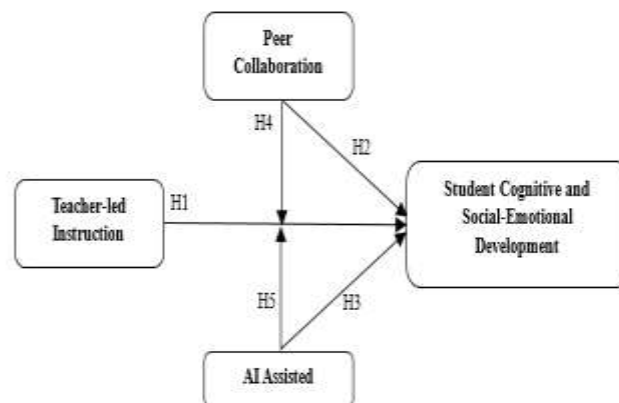 Peer
Collaboration
H4
H2
Teacher-led
Instruction
H1
Student Cognitive and
Social-Emotional
Development
H5
H3
AI Assisted